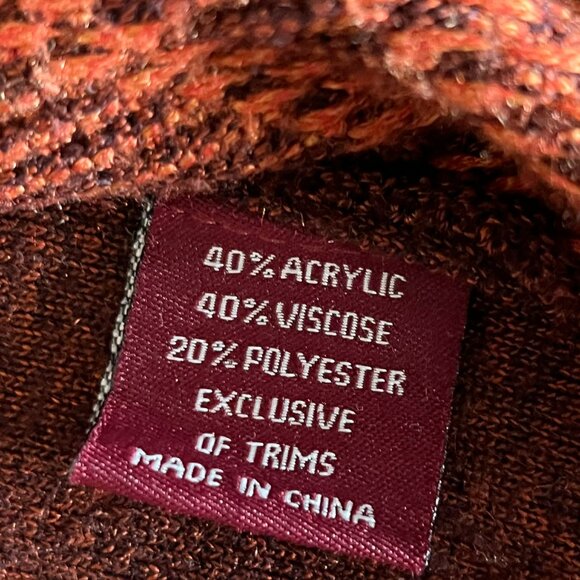 40% ACRYLIC
40% VISCOSE
20% POLYESTER
EXCLUSIVE
OF TRIMS
MADE IN CHINA